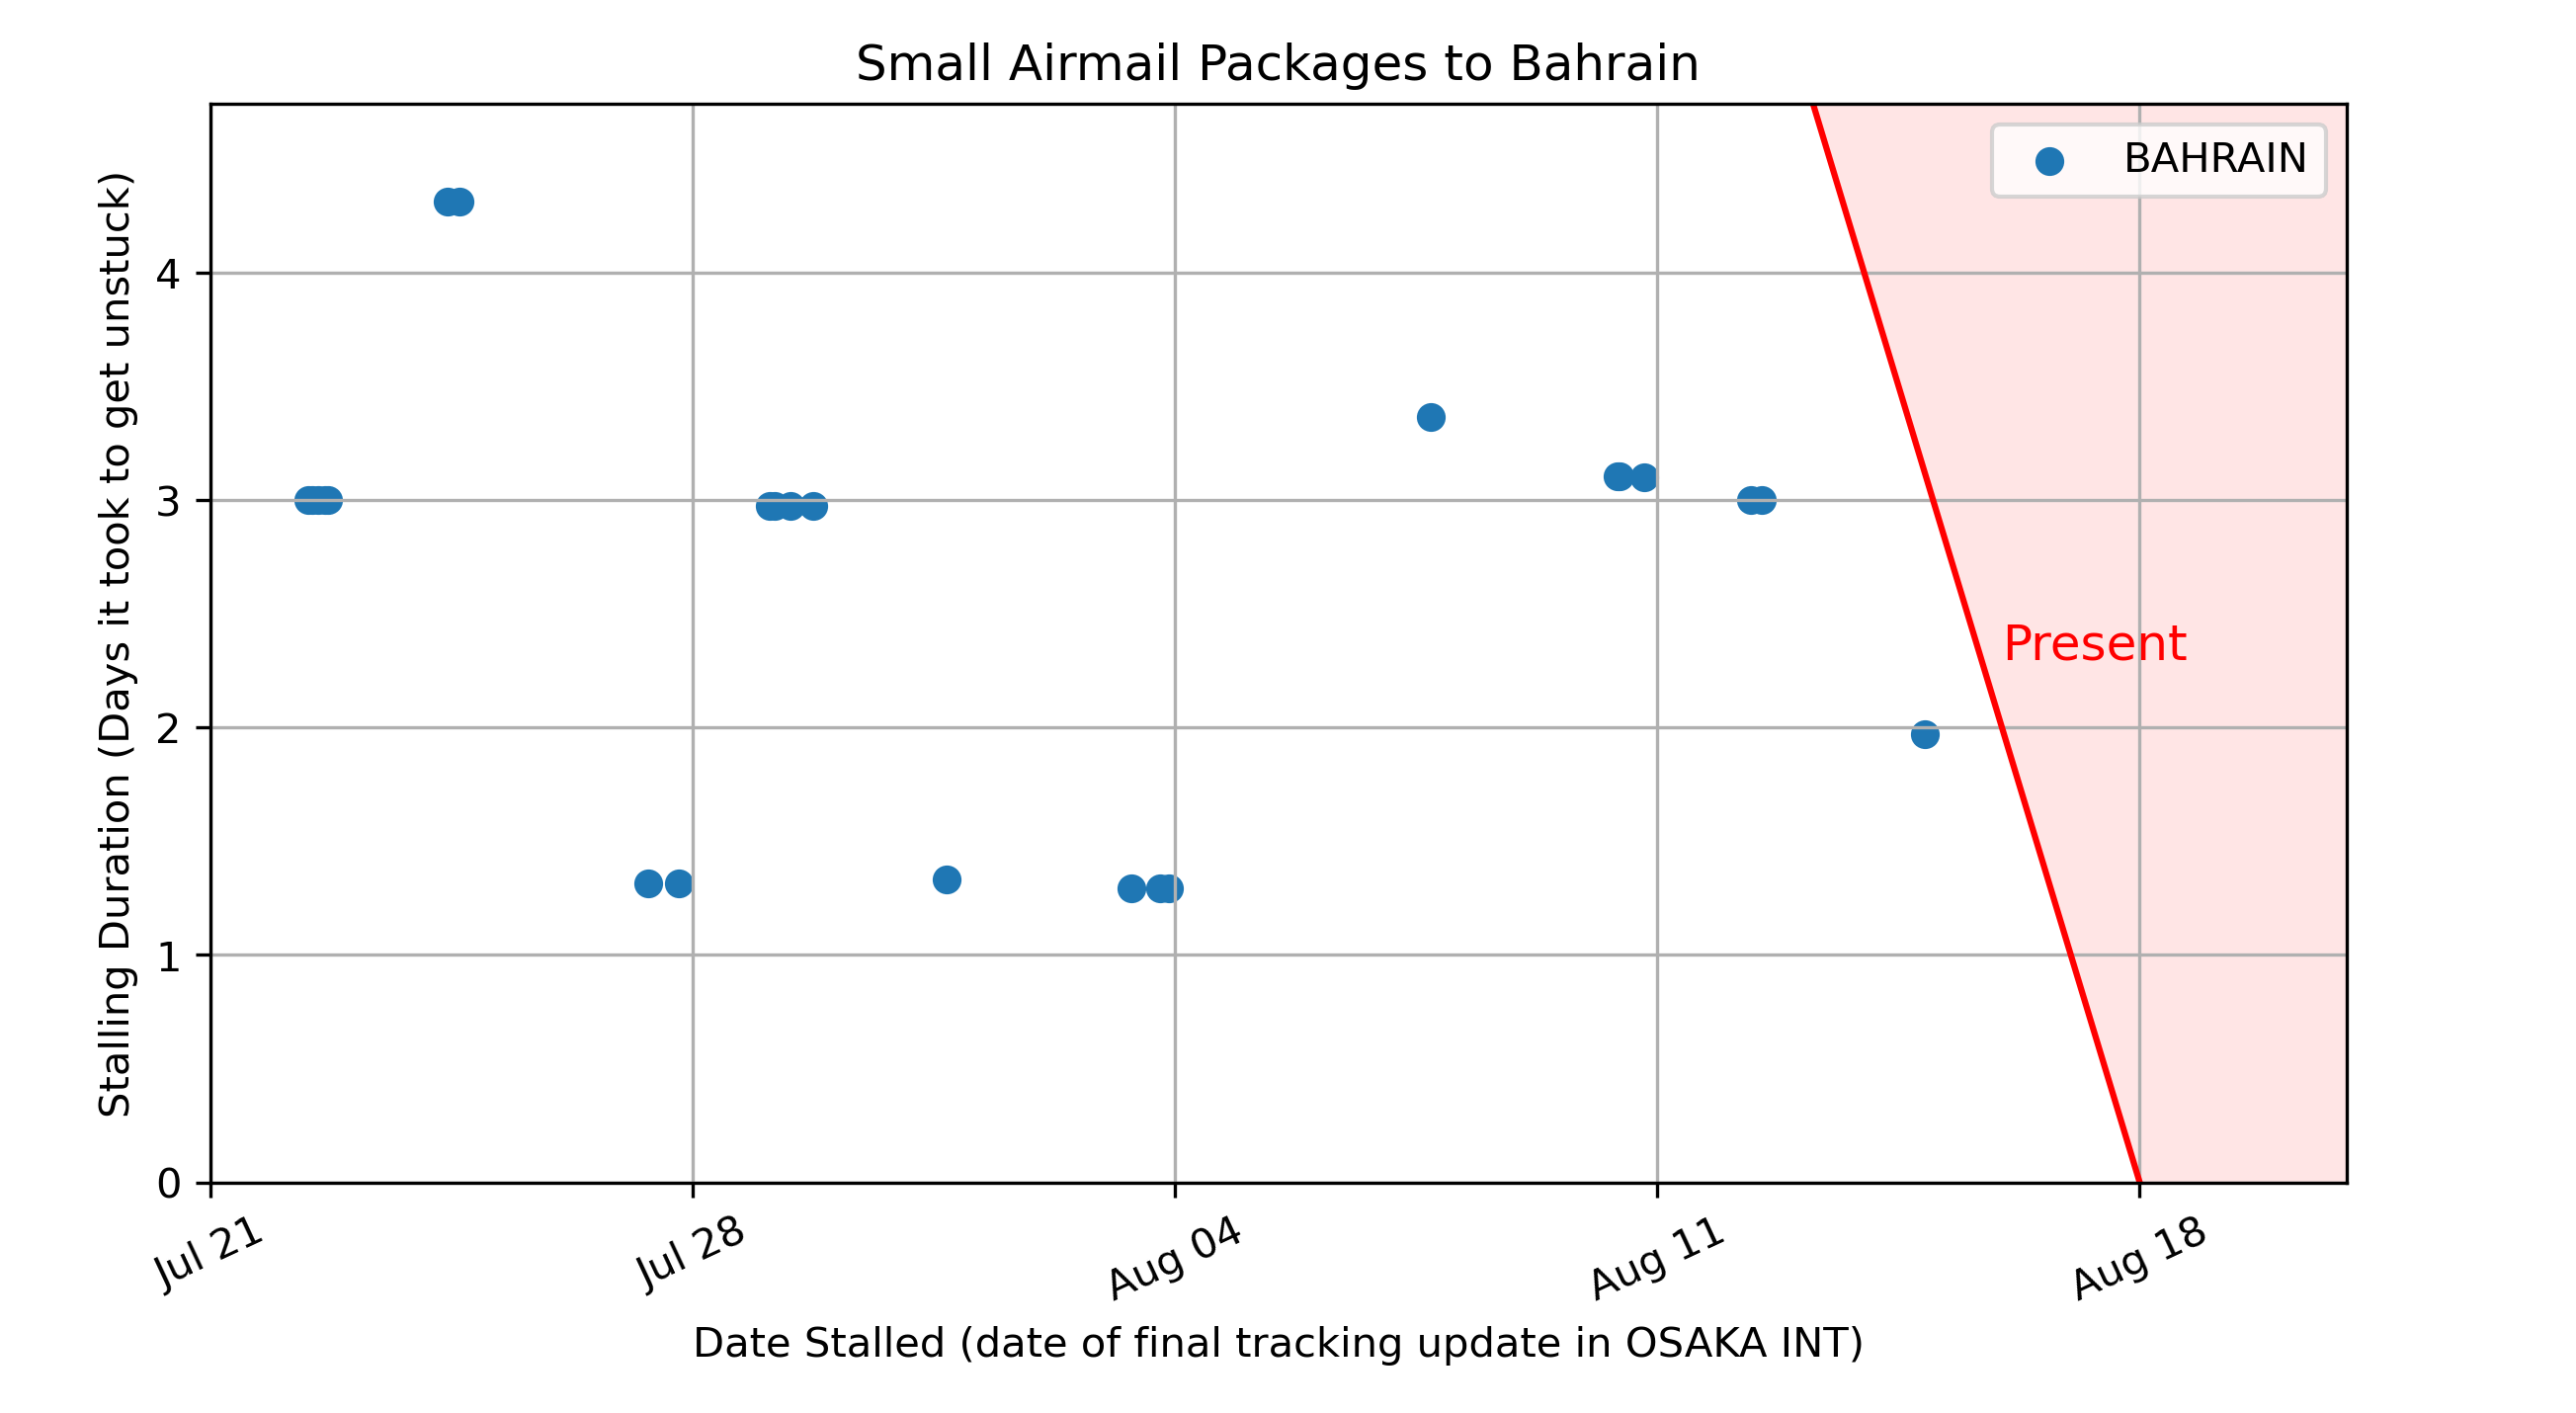 Small Airmail Packages to Bahrain
BAHRAIN
Stalling Duration (Days it took to get unstuck)
4
3
2
1
0
Present
Jul 21
Jul 28
Aug 04
Aug 11
Aug 18
Date Stalled (date of final tracking update in OSAKA INT)